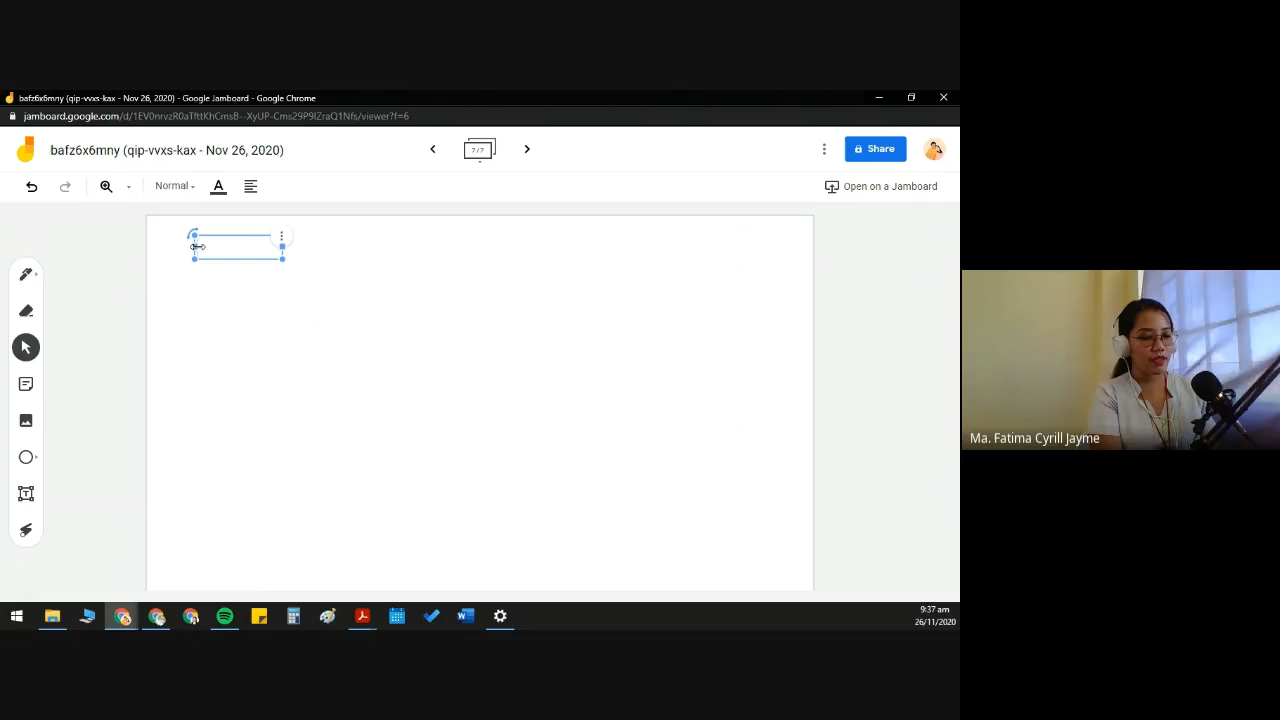 bafz6x6mny (qip-vvxs-kax - Nov 26, 2020) - Google Jamboard - Google Chrome
jamboard.google.com/d/1EV0nrvzR0aTfttKhCmsB--XyUP-Cms29P9IZraQ1Nfs/viewer?f=6
bafz6x6mny (qip-vvxs-kax - Nov 26, 2020)
7/7
Share
Normal
A
Open on a Jamboard
Ma. Fatima Cyrill Jayme
9:37 am
26/11/2020